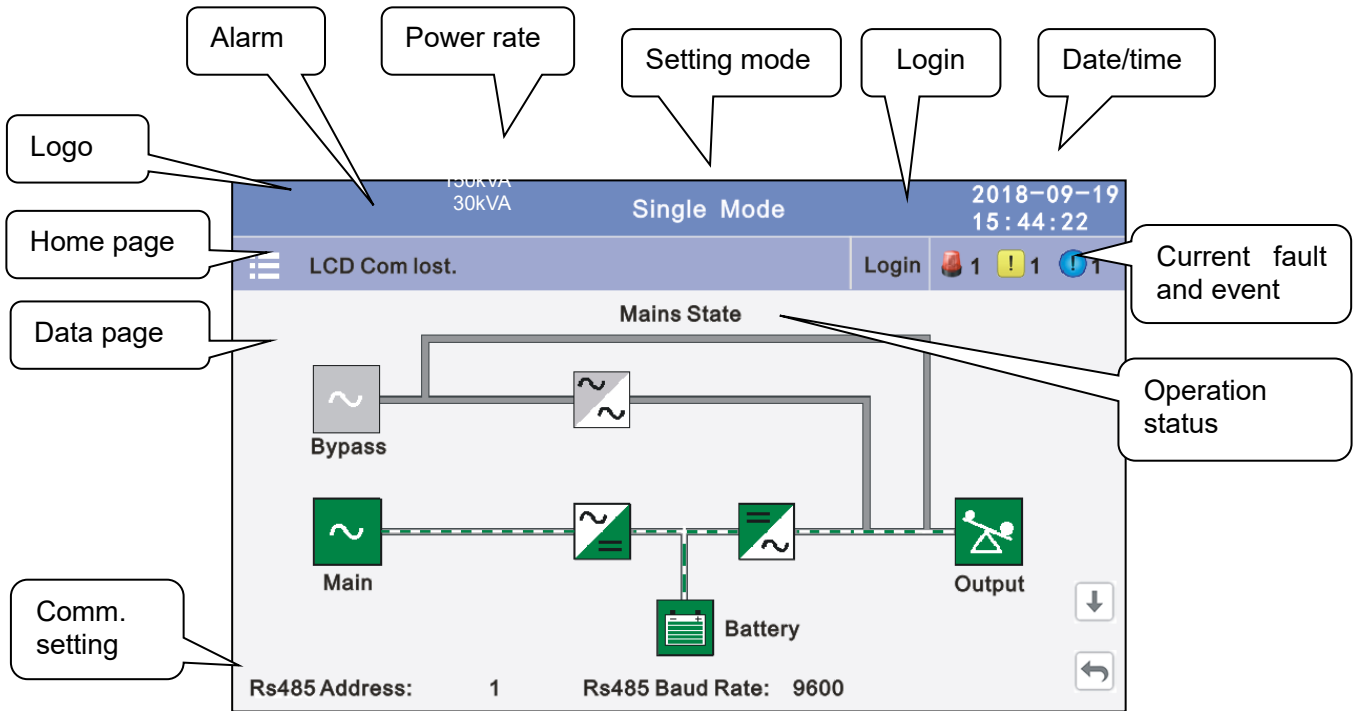 Alarm
Power rate
Setting mode
Login
Date/time
Logo
150kVA
30kVA
Single Mode
2018-09-19
15:44:22
Home page
LCD Com lost.
Login
1
! 1
! 1
Current fault
and event
Data page
Mains State
Operation
status
Bypass
Main
Output
Battery
Comm.
setting
Rs485 Address: 1 Rs485 Baud Rate: 9600